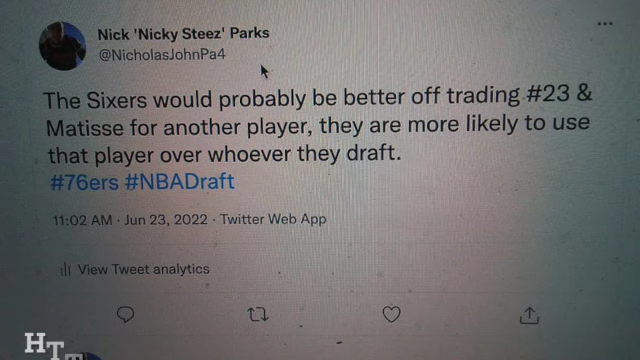 Nick 'Nicky Steez' Parks
@NicholasJohnPa4
The Sixers would probably be better off trading #23 &
Matisse for another player, they are more likely to use
that player over whoever they draft.
#76ers #NBADraft
11:02 AM · Jun 23, 2022 · Twitter Web App
View Tweet analytics
HTT